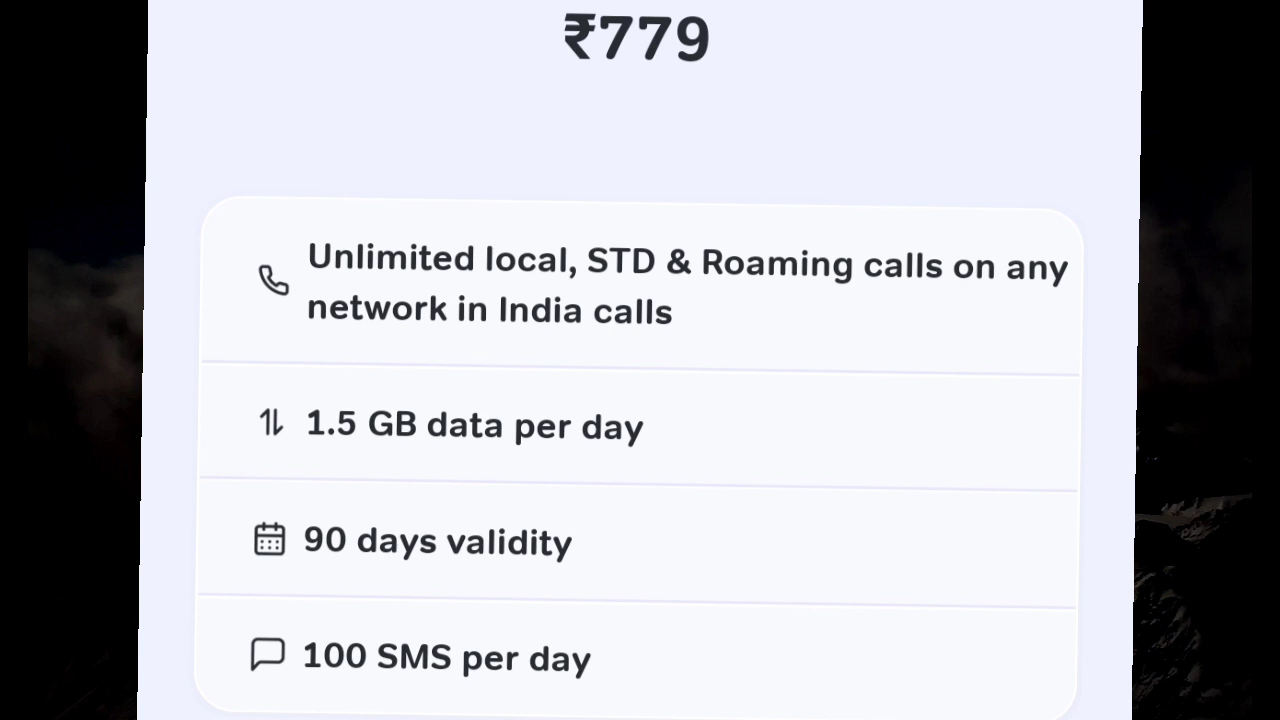 ₹779
Unlimited local, STD & Roaming calls on any
network in India calls
1.5 GB data per day
90 days validity
100 SMS per day